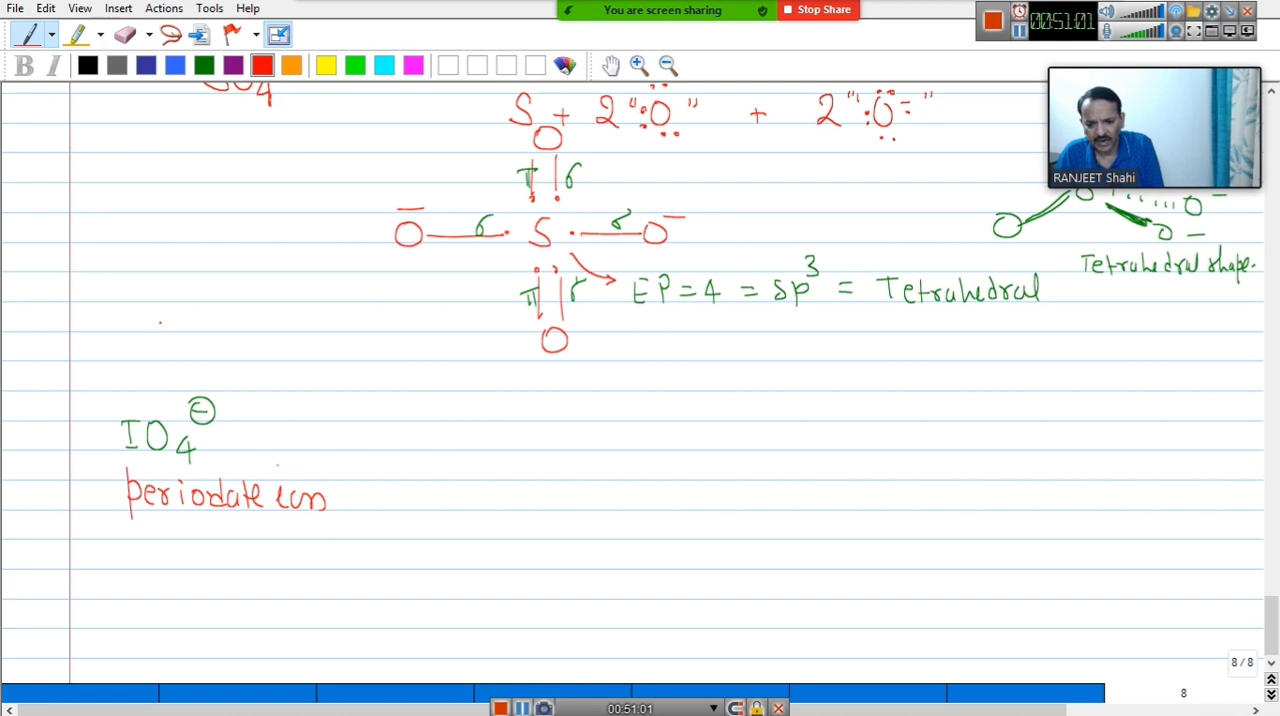 File Edit View Insert Actions Tools Help
You are screen sharing
Stop Share
00:51:01
B I
RANJEET Shahi
SO4
S + 2 "O" + 2 "O-"
O
π σ
O- σ S σ O-
π σ EP = 4 = SP3 = Tetrahedral
O
O O O- O-
Tetrahedral shape.
IO4 -
periodate ion
8/8
8
00:51:01